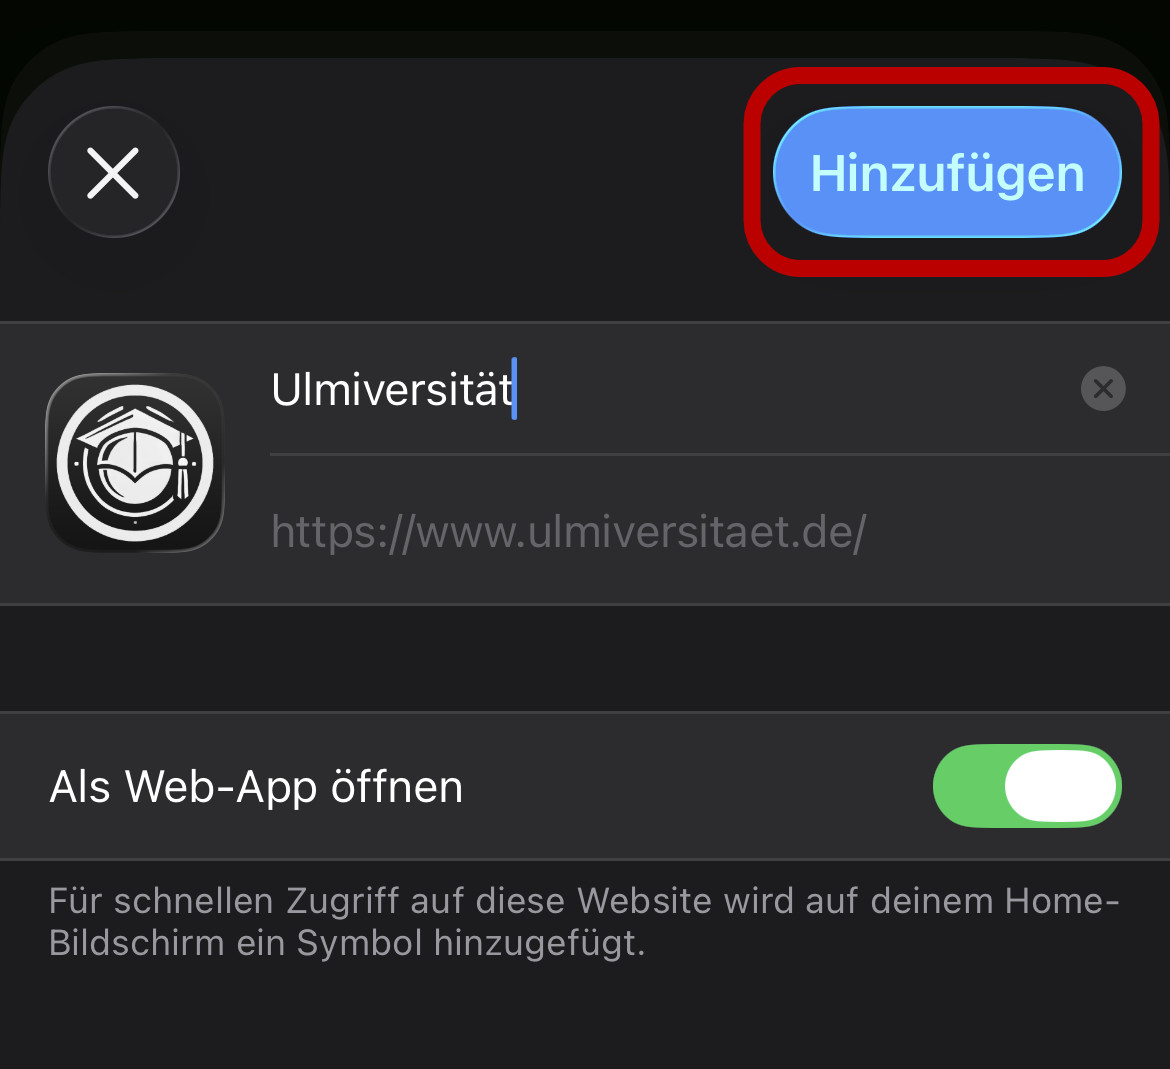 Hinzufügen
Ulmiversität
https://www.ulmiversitaet.de/
Als Web-App öffnen
Für schnellen Zugriff auf diese Website wird auf deinem Home-
Bildschirm ein Symbol hinzugefügt.